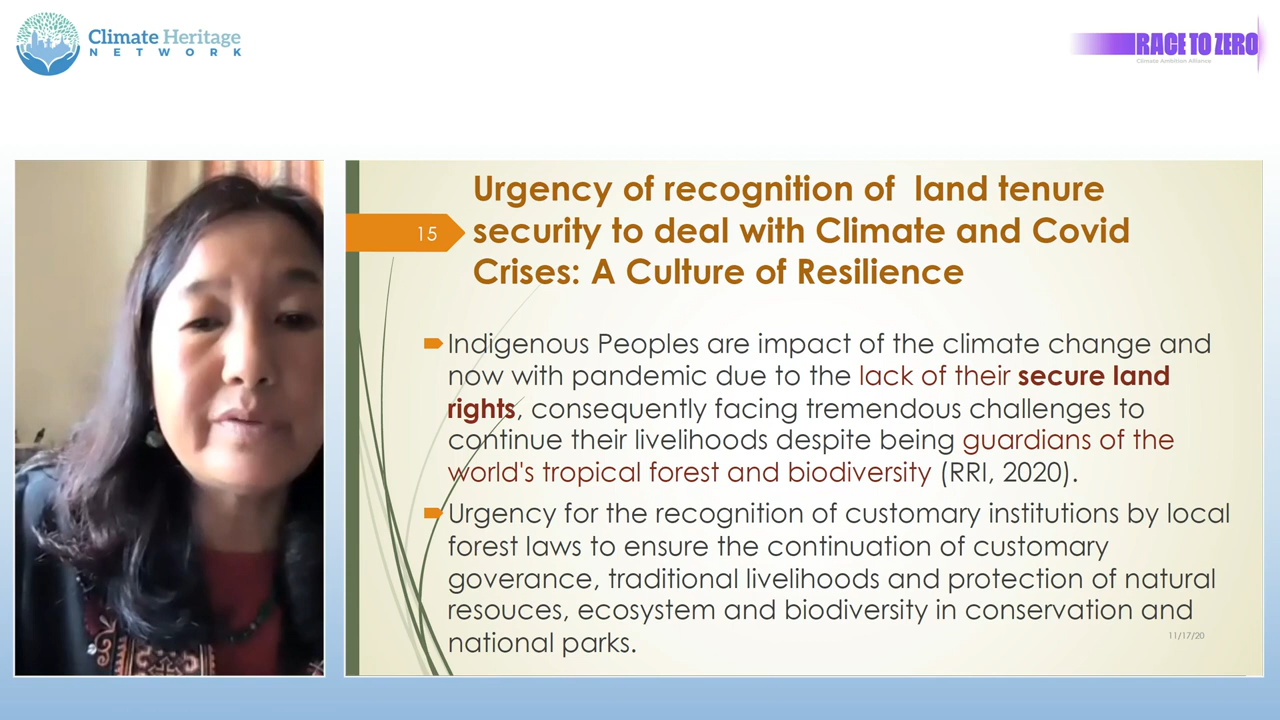 Climate Heritage
NETWORK
RACE TO ZERO
Climate Ambition Alliance
15
Urgency of recognition of  land tenure
security to deal with Climate and Covid
Crises: A Culture of Resilience
Indigenous Peoples are impact of the climate change and
now with pandemic due to the lack of their secure land
rights, consequently facing tremendous challenges to
continue their livelihoods despite being guardians of the
world's tropical forest and biodiversity (RRI, 2020).
Urgency for the recognition of customary institutions by local
forest laws to ensure the continuation of customary
goverance, traditional livelihoods and protection of natural
resouces, ecosystem and biodiversity in conservation and
national parks.
11/17/20